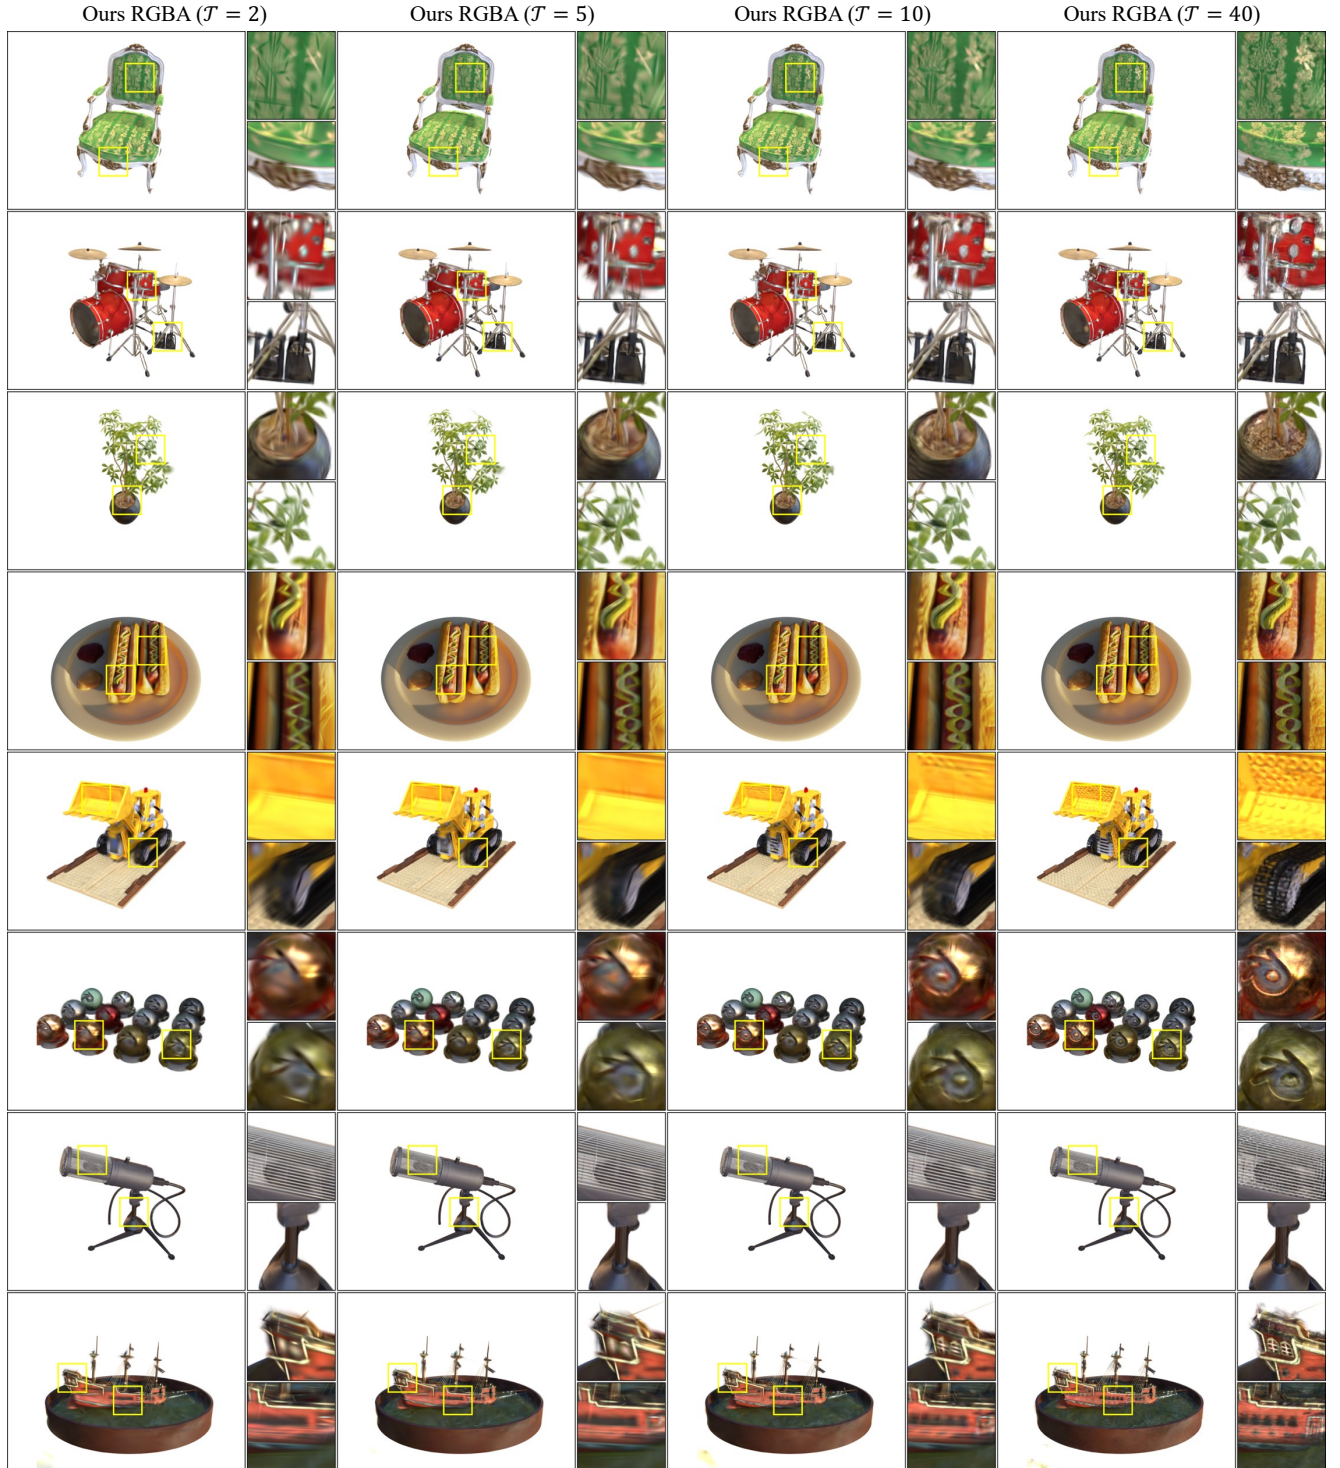 Ours RGBA (𝒯 = 2)
Ours RGBA (𝒯 = 5)
Ours RGBA (𝒯 = 10)
Ours RGBA (𝒯 = 40)